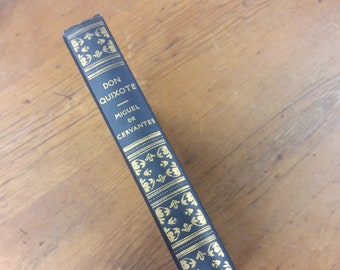 DON
QUIXOTE
MIGUEL
DE
CERVANTES